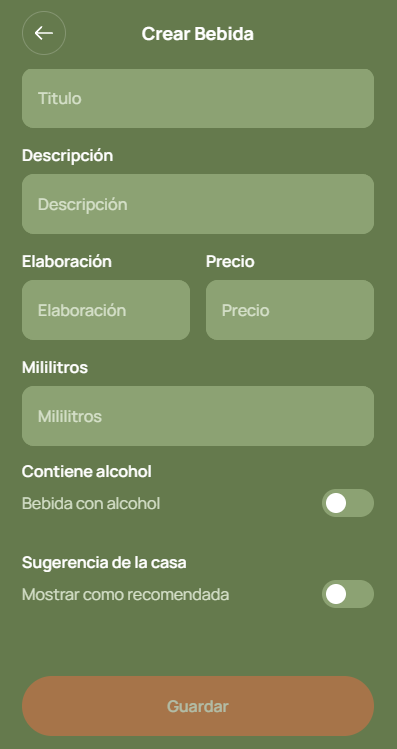 Crear Bebida
Titulo
Descripción
Descripción
Elaboración Precio
Elaboración Precio
Mililitros
Mililitros
Contiene alcohol
Bebida con alcohol
Sugerencia de la casa
Mostrar como recomendada
Guardar